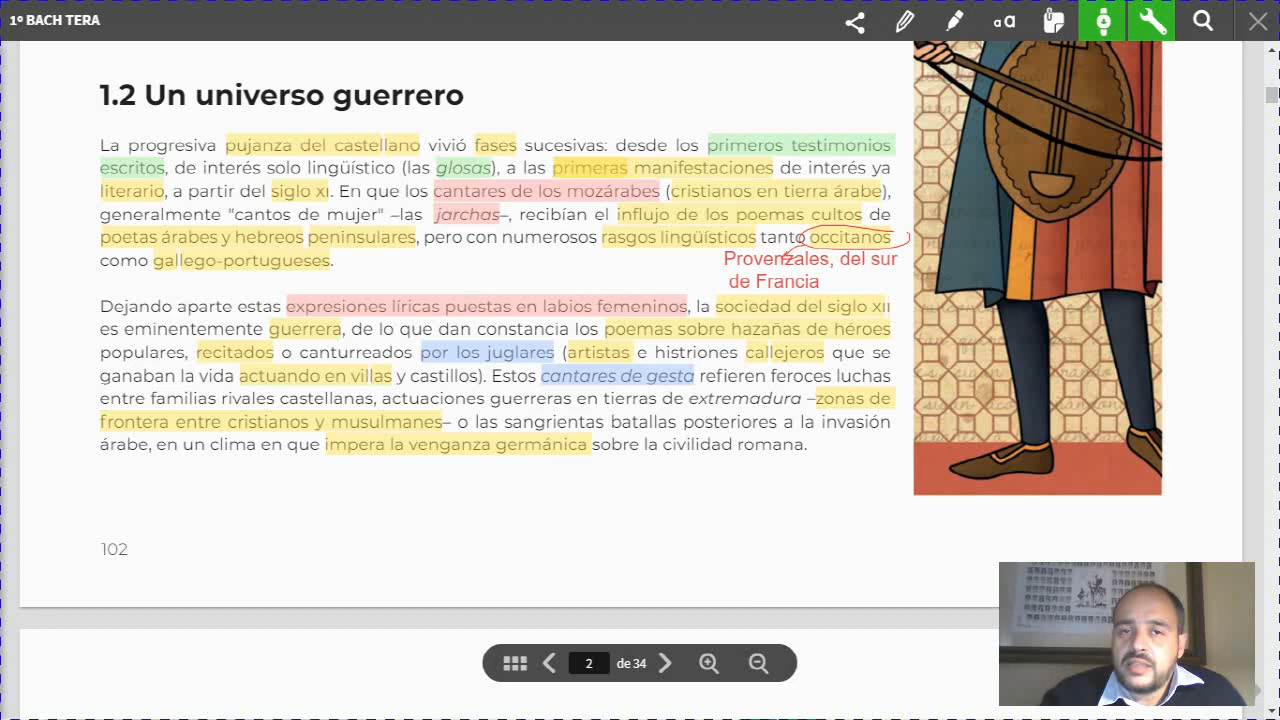 1º BACH TERA
a a
1.2 Un universo guerrero
La progresiva pujanza del castellano vivió fases sucesivas: desde los primeros testimonios
escritos, de interés solo lingüístico (las glosas), a las primeras manifestaciones de interés ya
literario, a partir del siglo XI. En que los cantares de los mozárabes (cristianos en tierra árabe),
generalmente "cantos de mujer" –las jarchas–, recibían el influjo de los poemas cultos de
poetas árabes y hebreos peninsulares, pero con numerosos rasgos lingüísticos tanto occitanos
como gallego-portugueses.
Provenzales, del sur
de Francia
Dejando aparte estas expresiones líricas puestas en labios femeninos, la sociedad del siglo XII
es eminentemente guerrera, de lo que dan constancia los poemas sobre hazañas de héroes
populares, recitados o canturreados por los juglares (artistas e histriones callejeros que se
ganaban la vida actuando en villas y castillos). Estos cantares de gesta refieren feroces luchas
entre familias rivales castellanas, actuaciones guerreras en tierras de extremadura –zonas de
frontera entre cristianos y musulmanes– o las sangrientas batallas posteriores a la invasión
árabe, en un clima en que impera la venganza germánica sobre la civilidad romana.
102
2 de 34